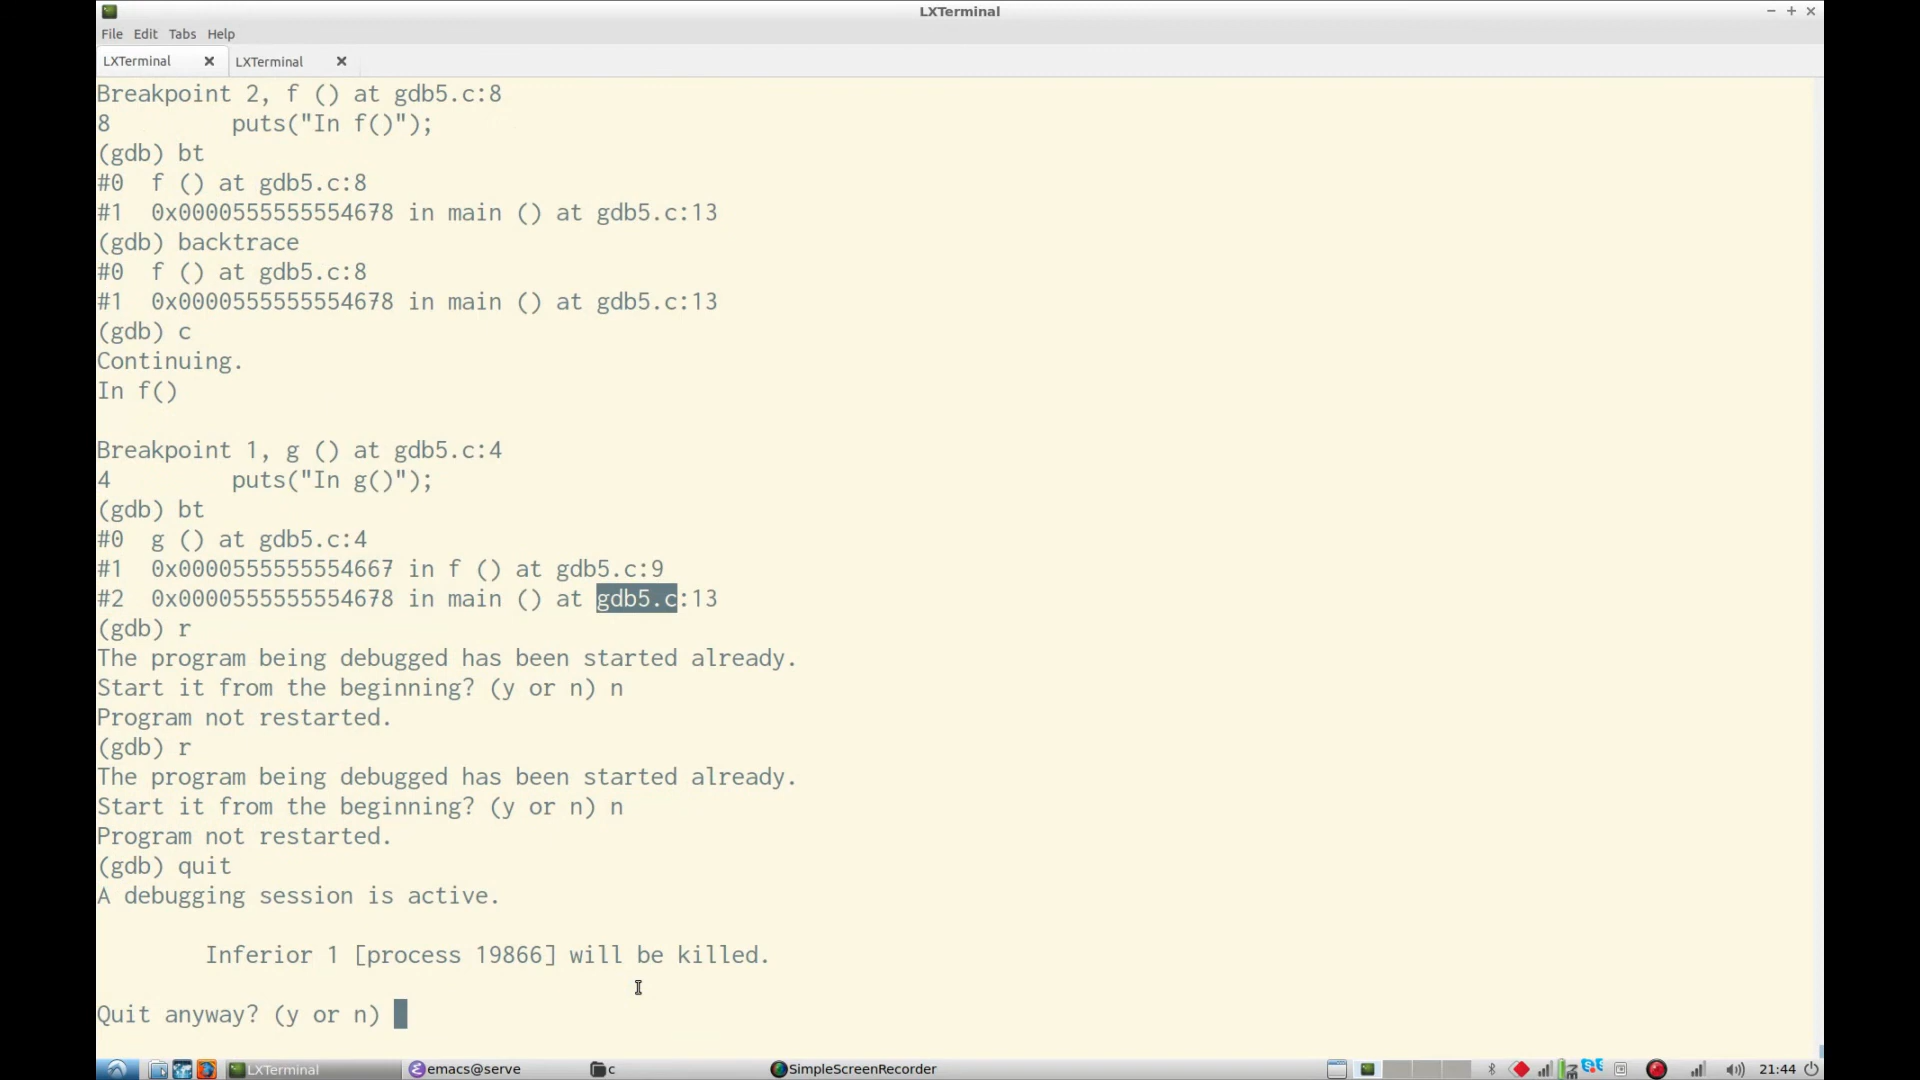 LXTerminal
File Edit Tabs Help
LXTerminal LXTerminal
Breakpoint 2, f () at gdb5.c:8
8 puts("In f()");
(gdb) bt
#0 f () at gdb5.c:8
#1 0x0000555555554678 in main () at gdb5.c:13
(gdb) backtrace
#0 f () at gdb5.c:8
#1 0x0000555555554678 in main () at gdb5.c:13
(gdb) c
Continuing.
In f()
Breakpoint 1, g () at gdb5.c:4
4 puts("In g()");
(gdb) bt
#0 g () at gdb5.c:4
#1 0x0000555555554667 in f () at gdb5.c:9
#2 0x0000555555554678 in main () at gdb5.c:13
(gdb) r
The program being debugged has been started already.
Start it from the beginning? (y or n) n
Program not restarted.
(gdb) r
The program being debugged has been started already.
Start it from the beginning? (y or n) n
Program not restarted.
(gdb) quit
A debugging session is active.
Inferior 1 [process 19866] will be killed.
Quit anyway? (y or n)
LXTerminal emacs@serve c SimpleScreenRecorder 21:44